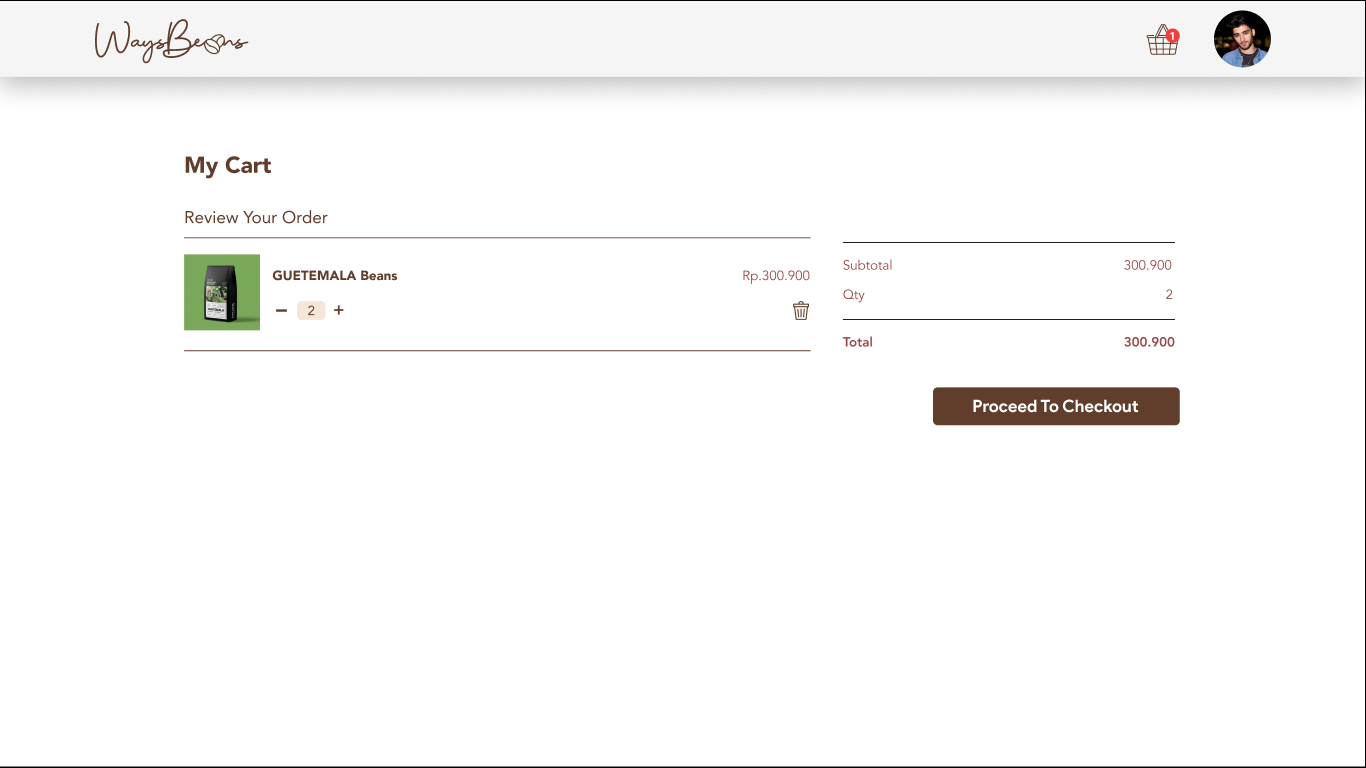 WaysBeans
1
My Cart
Review Your Order
GUETEMALA Beans
Rp.300.900
2
Subtotal 300.900
Qty 2
Total 300.900
Proceed To Checkout